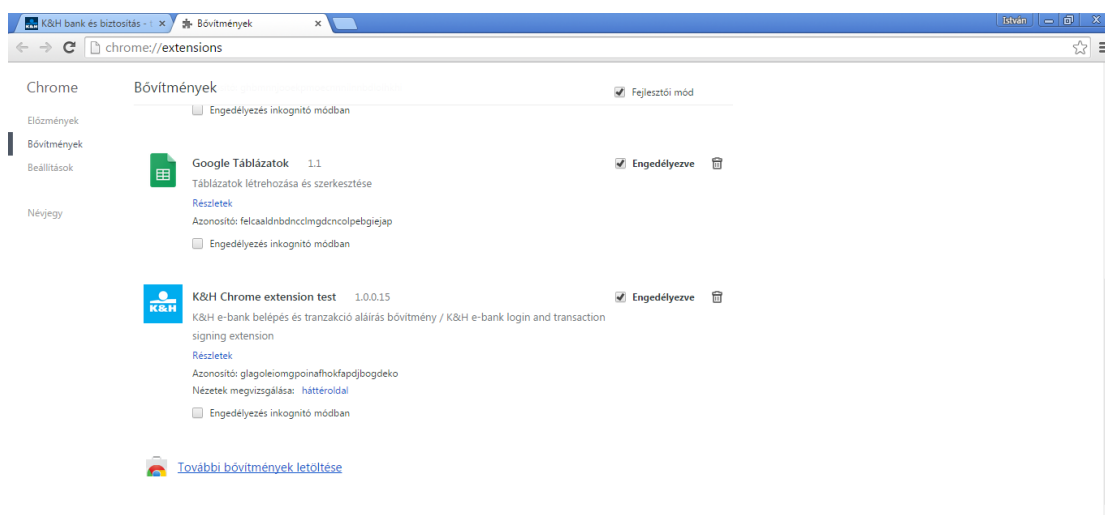 K&H bank és biztosítás - :
Bővítmények
István
chrome://extensions
Chrome
Bővítmények
Fejlesztői mód
Előzmények
Bővítmények
Beállítások
Névjegy
Engedélyezés inkognitó módban
Google Táblázatok 1.1
Engedélyezve
Táblázatok létrehozása és szerkesztése
Részletek
Azonosító: felcaaldnbdncclmgdcncolpebgiejap
Engedélyezés inkognitó módban
K&H
K&H Chrome extension test 1.0.0.15
Engedélyezve
K&H e-bank belépés és tranzakció aláírás bővítmény / K&H e-bank login and transaction
signing extension
Részletek
Azonosító: glagoleiomgpoinafhokfapdjbogdeko
Nézetek megvizsgálása: háttéroldal
Engedélyezés inkognitó módban
További bővítmények letöltése